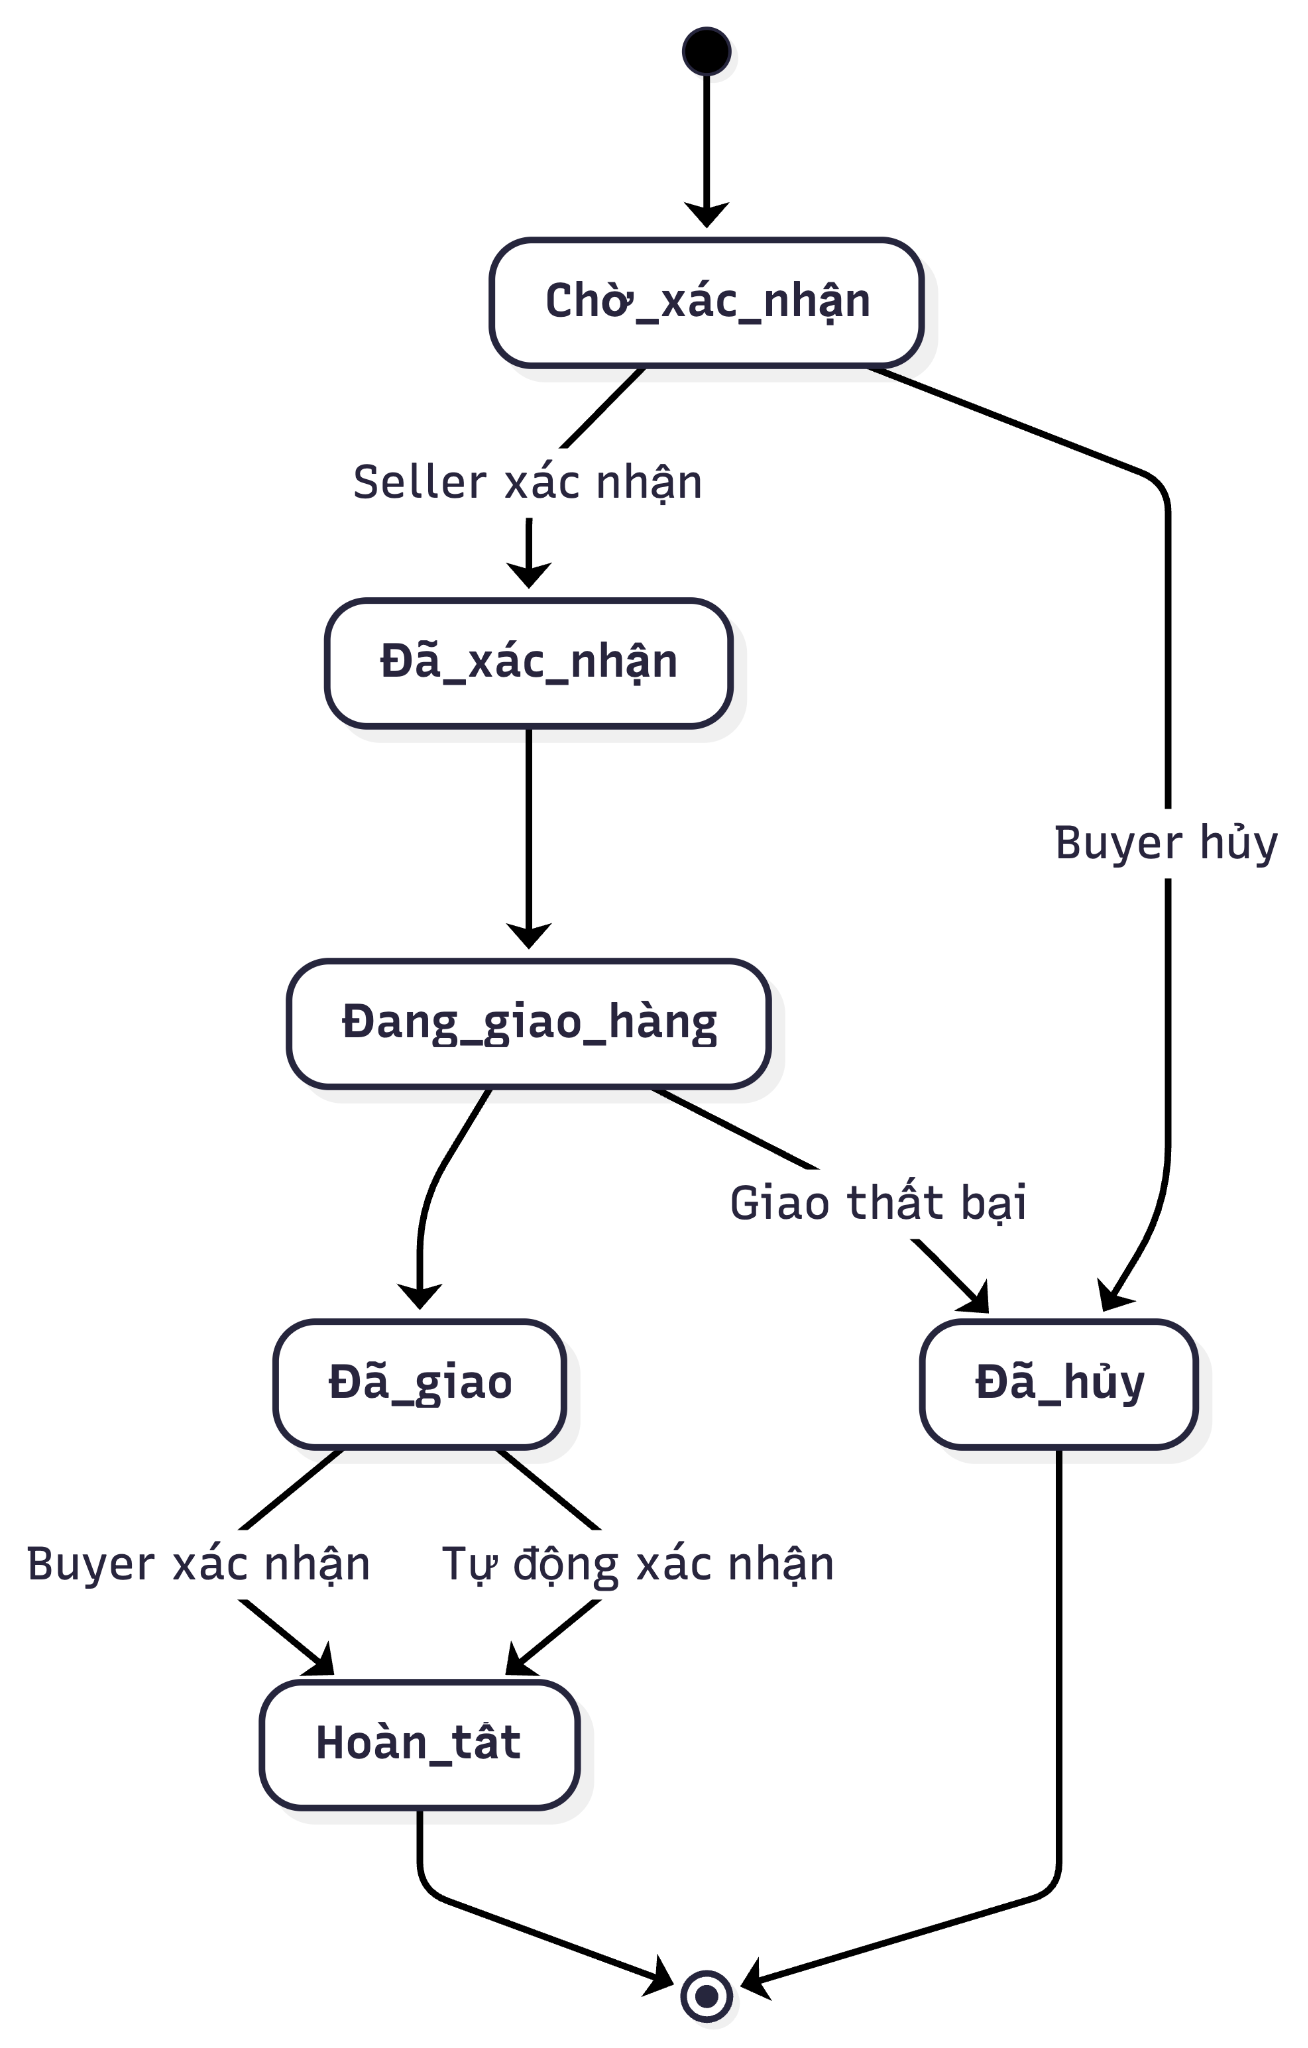 Chờ_xác_nhận
Seller xác nhận
Đã_xác_nhận
Buyer hủy
Đang_giao_hàng
Giao thất bại
Đã_giao
Đã_hủy
Buyer xác nhận
Tự động xác nhận
Hoàn_tất